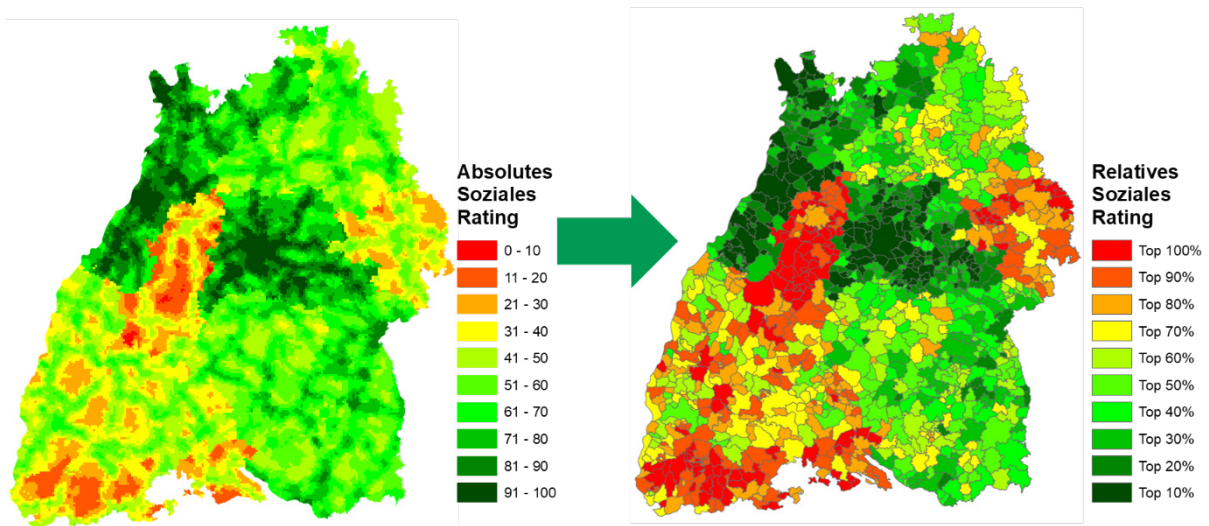 Absolutes
Soziales
Rating
0 - 10
11 - 20
21 - 30
31 - 40
41 - 50
51 - 60
61 - 70
71 - 80
81 - 90
91 - 100
Relatives
Soziales
Rating
Top 100%
Top 90%
Top 80%
Top 70%
Top 60%
Top 50%
Top 40%
Top 30%
Top 20%
Top 10%